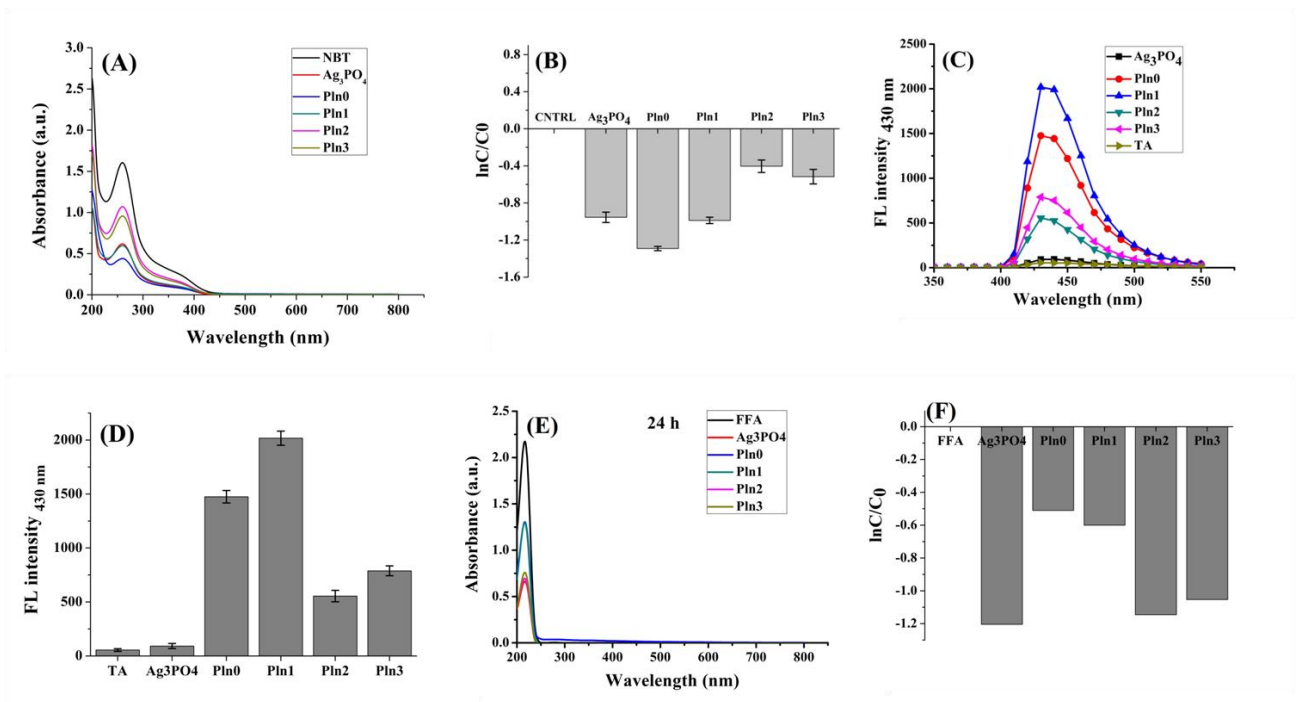 (A)
NBT
Ag3PO4
Pln0
Pln1
Pln2
Pln3
3.0
2.5
2.0
1.5
1.0
0.5
0.0
200 300 400 500 600 700 800
Absorbance (a.u.)
Wavelength (nm)
(B)
0.8
0.4
0.0
-0.4
-0.8
-1.2
-1.6
CNTRL Ag3PO4 Pln0 Pln1 Pln2 Pln3
lnC/C0
(C)
Ag3PO4
Pln0
Pln1
Pln2
Pln3
TA
2500
2000
1500
1000
500
0
350 400 450 500 550
FL intensity 430 nm
Wavelength (nm)
(D)
2000
1500
1000
500
0
TA Ag3PO4 Pln0 Pln1 Pln2 Pln3
FL intensity 430 nm
(E)
24 h
FFA
Ag3PO4
Pln0
Pln1
Pln2
Pln3
2.5
2.0
1.5
1.0
0.5
0.0
200 300 400 500 600 700 800
Absorbance (a.u.)
Wavelength (nm)
(F)
0.0
-0.2
-0.4
-0.6
-0.8
-1.0
-1.2
FFA Ag3PO4 Pln0 Pln1 Pln2 Pln3
lnC/C0